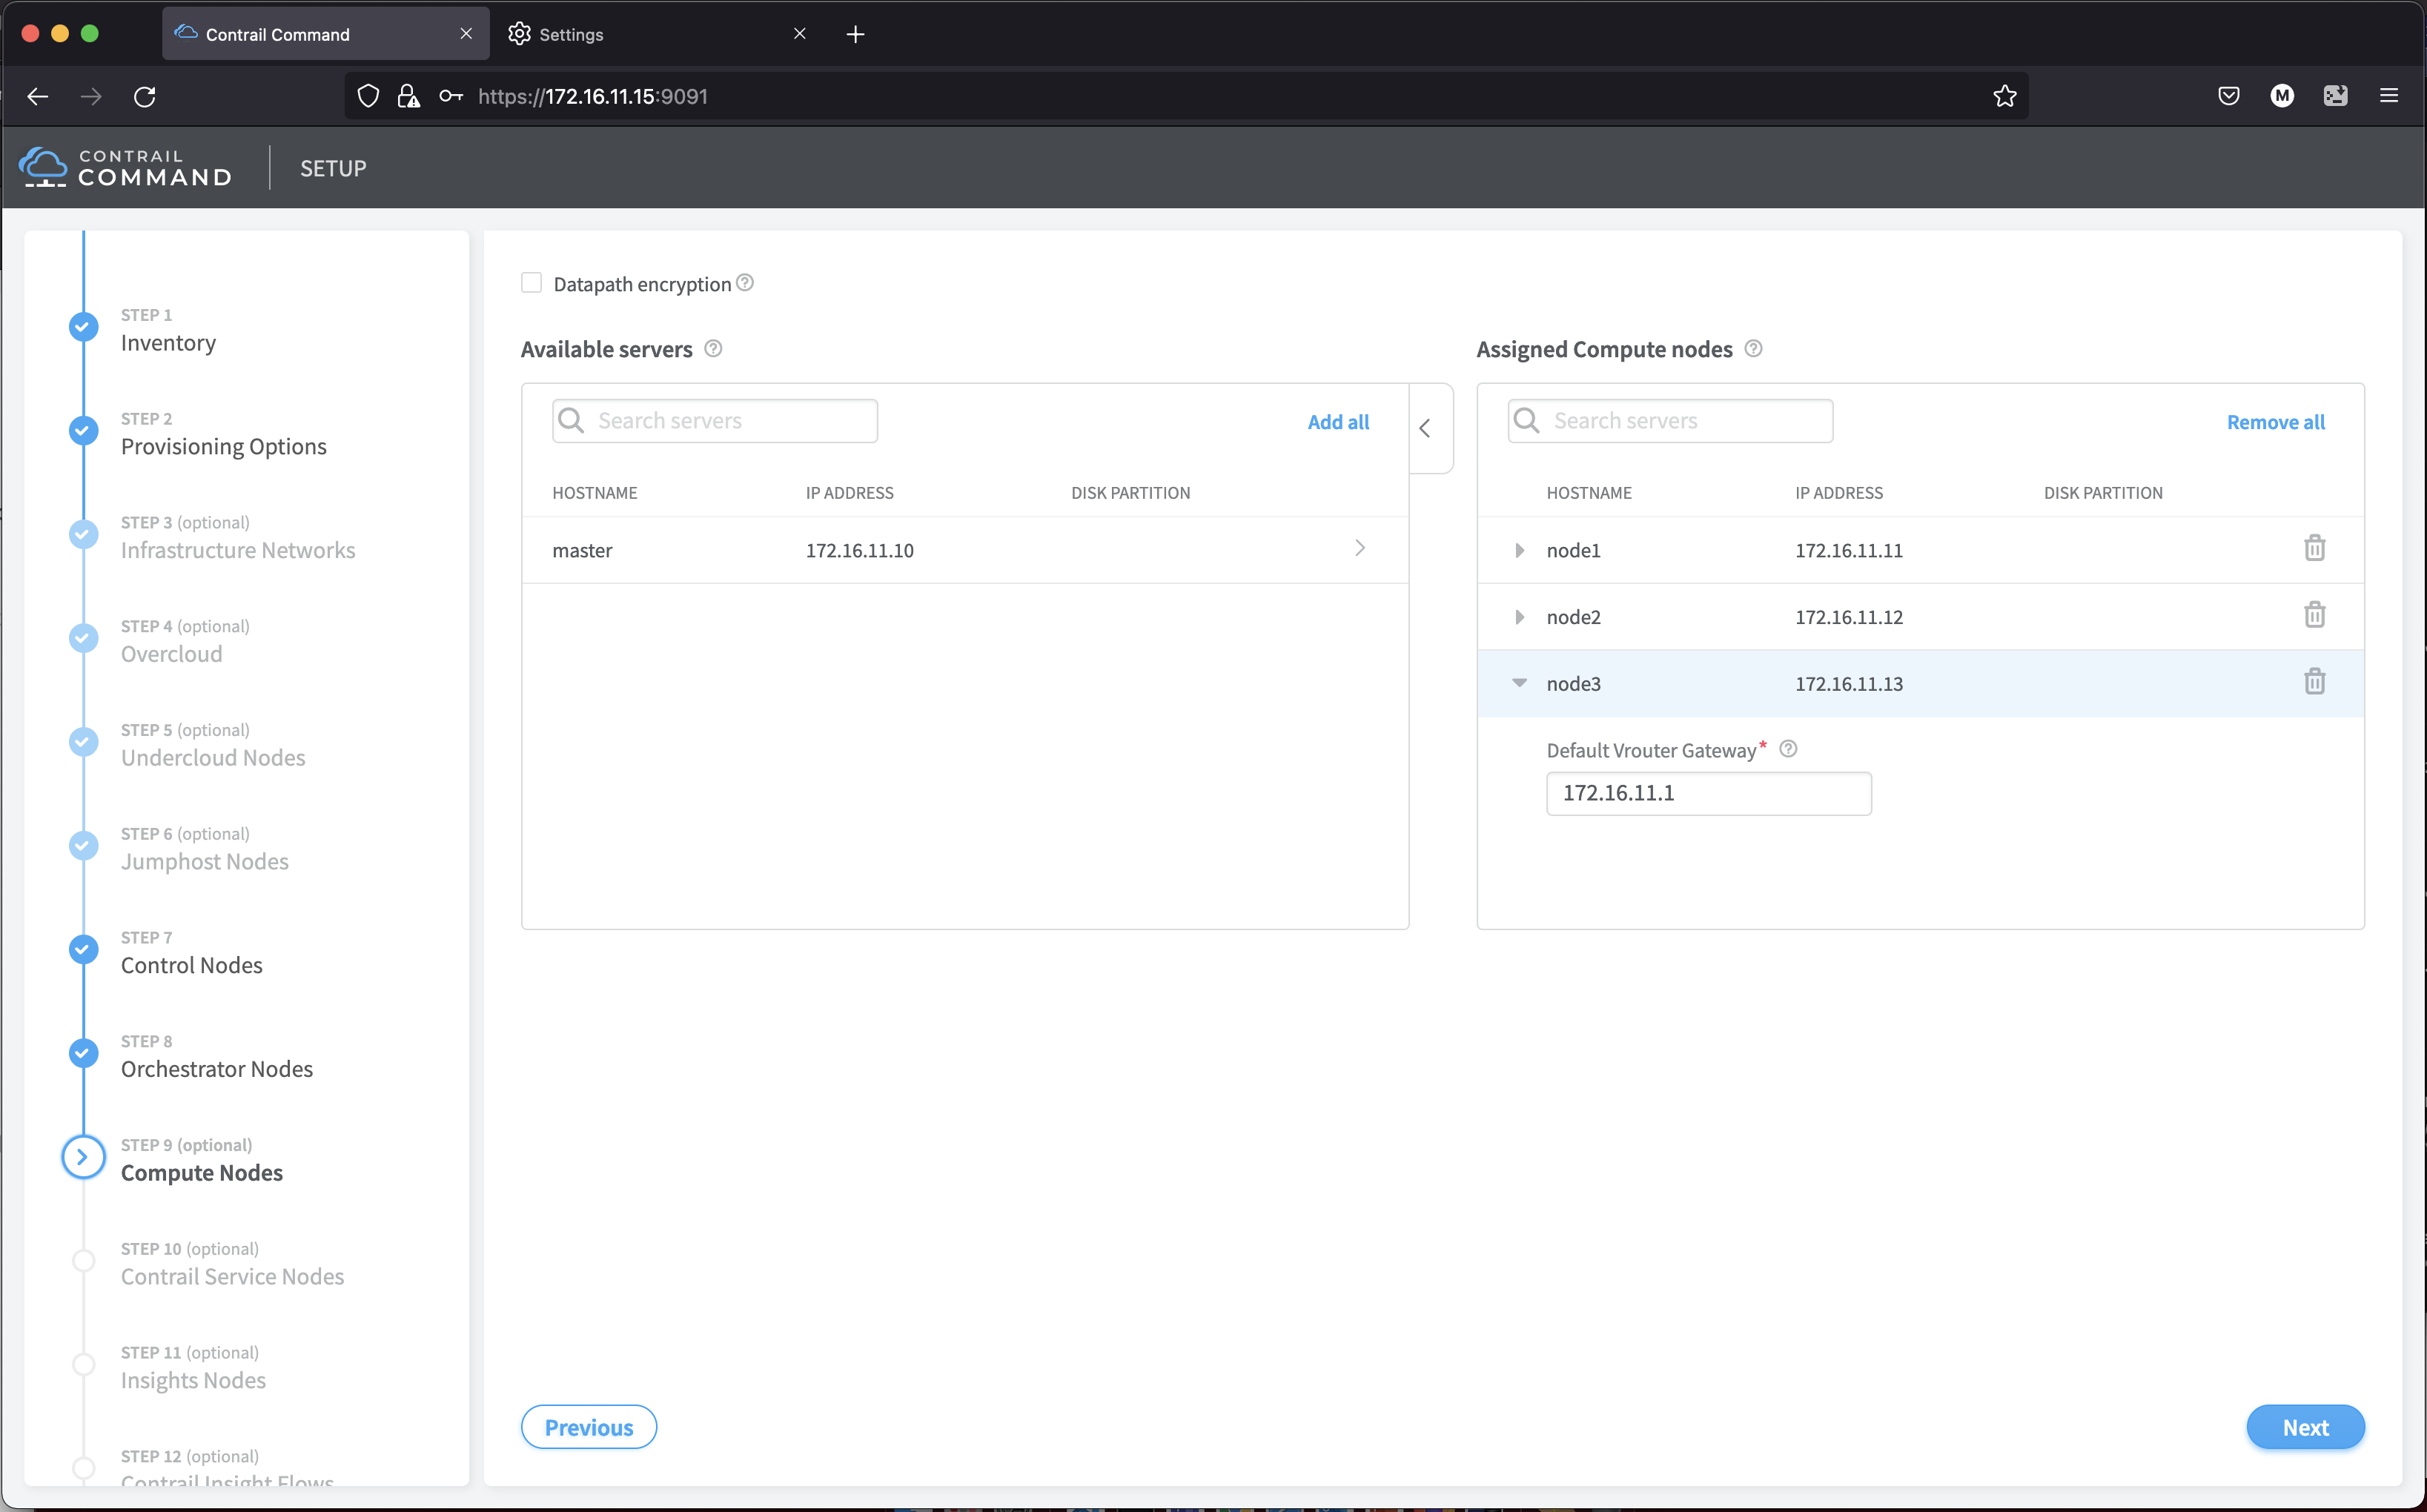 Contrail Command
Settings
https://172.16.11.15:9091
M
CONTRAIL
COMMAND
SETUP
STEP 1
Inventory
STEP 2
Provisioning Options
STEP 3 (optional)
Infrastructure Networks
STEP 4 (optional)
Overcloud
STEP 5 (optional)
Undercloud Nodes
STEP 6 (optional)
Jumphost Nodes
STEP 7
Control Nodes
STEP 8
Orchestrator Nodes
STEP 9 (optional)
Compute Nodes
STEP 10 (optional)
Contrail Service Nodes
STEP 11 (optional)
Insights Nodes
STEP 12 (optional)
Contrail Insight Flows
Datapath encryption ?
Available servers ?
Search servers
Add all
HOSTNAME IP ADDRESS DISK PARTITION
master 172.16.11.10
Assigned Compute nodes ?
Search servers
Remove all
HOSTNAME IP ADDRESS DISK PARTITION
node1 172.16.11.11
node2 172.16.11.12
node3 172.16.11.13
Default Vrouter Gateway* ?
172.16.11.1
Previous
Next